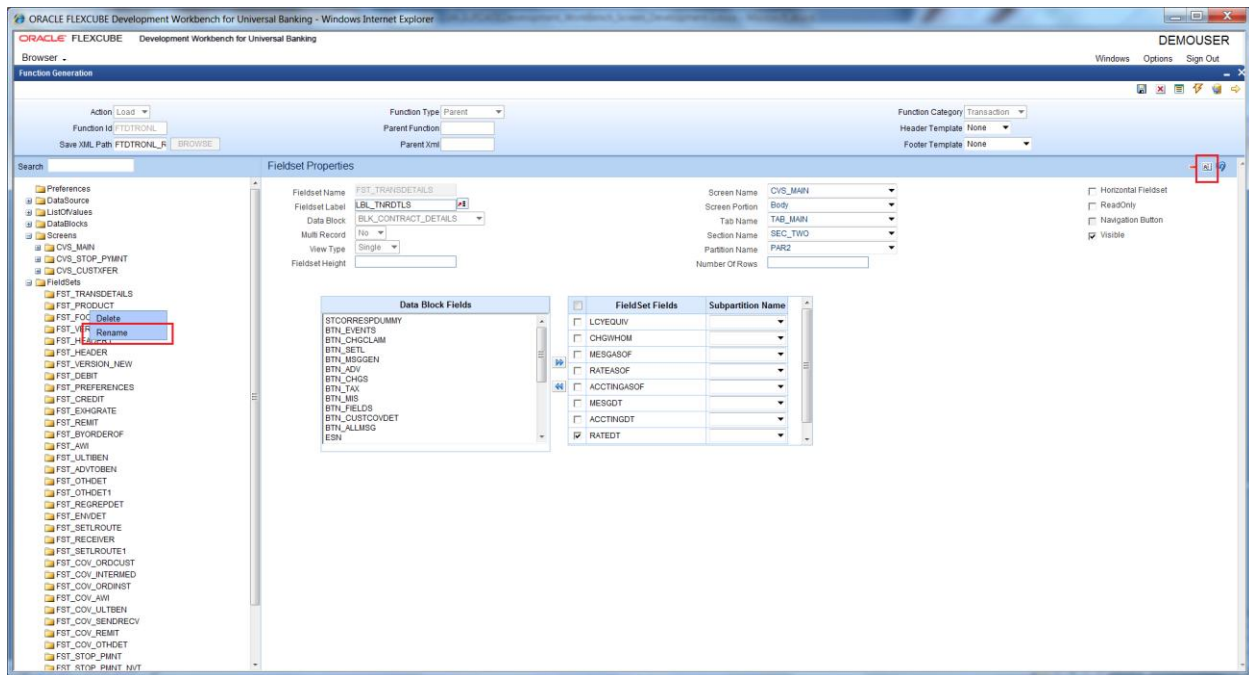 ORACLE FLEXCUBE Development Workbench for Universal Banking - Windows Internet Explorer
ORACLE FLEXCUBE Development Workbench for Universal Banking
DEMOUSER
Browser
Windows Options Sign Out
Function Generation
Action Load
Function Type Parent
Function Category Transaction
Function Id FTDTRONL
Parent Function
Header Template None
Save XML Path FTDTRONL_R BROWSE
Parent Xml
Footer Template None
Search
Fieldset Properties
Preferences
DataSource
ListOfValues
DataBlocks
Screens
CVS_MAIN
CVS_STOP_PYMNT
CVS_CUSTXFER
FieldSets
FST_TRANSDETAILS
FST_PRODUCT
FST_FOO
Delete
FST_VER
Rename
FST_HEADER1
FST_HEADER
FST_VERSION_NEW
FST_DEBIT
FST_PREFERENCES
FST_CREDIT
FST_EXHGRATE
FST_REMIT
FST_BYORDEROF
FST_AWI
FST_ULTIBEN
FST_ADVTOBEN
FST_OTHDET
FST_OTHDET1
FST_REGREPDET
FST_ENVDET
FST_SETLROUTE
FST_RECEIVER
FST_SETLROUTE1
FST_COV_ORDCUST
FST_COV_INTERMED
FST_COV_ORDINST
FST_COV_AWI
FST_COV_ULTBEN
FST_COV_SENDRECV
FST_COV_REMIT
FST_COV_OTHDET
FST_STOP_PMNT
FST_STOP_PMNT_NVT
Fieldset Name FST_TRANSDETAILS
Fieldset Label LBL_TNRDTLS
Data Block BLK_CONTRACT_DETAILS
Multi Record No
View Type Single
Fieldset Height
Screen Name CVS_MAIN
Screen Portion Body
Tab Name TAB_MAIN
Section Name SEC_TWO
Partition Name PAR2
Number Of Rows
Horizontal Fieldset
ReadOnly
Navigation Button
Visible
Data Block Fields
STCORRESPDUMMY
BTN_EVENTS
BTN_CHGCLAIM
BTN_SETL
BTN_MSGGEN
BTN_ADV
BTN_CHGS
BTN_TAX
BTN_MIS
BTN_FIELDS
BTN_CUSTCOVDET
BTN_ALLMSG
ESN
FieldSet Fields Subpartition Name
LCYEQUIV
CHGWHOM
MESGASOF
RATEASOF
ACCTINGASOF
MESGDT
ACCTINGDT
RATEDT